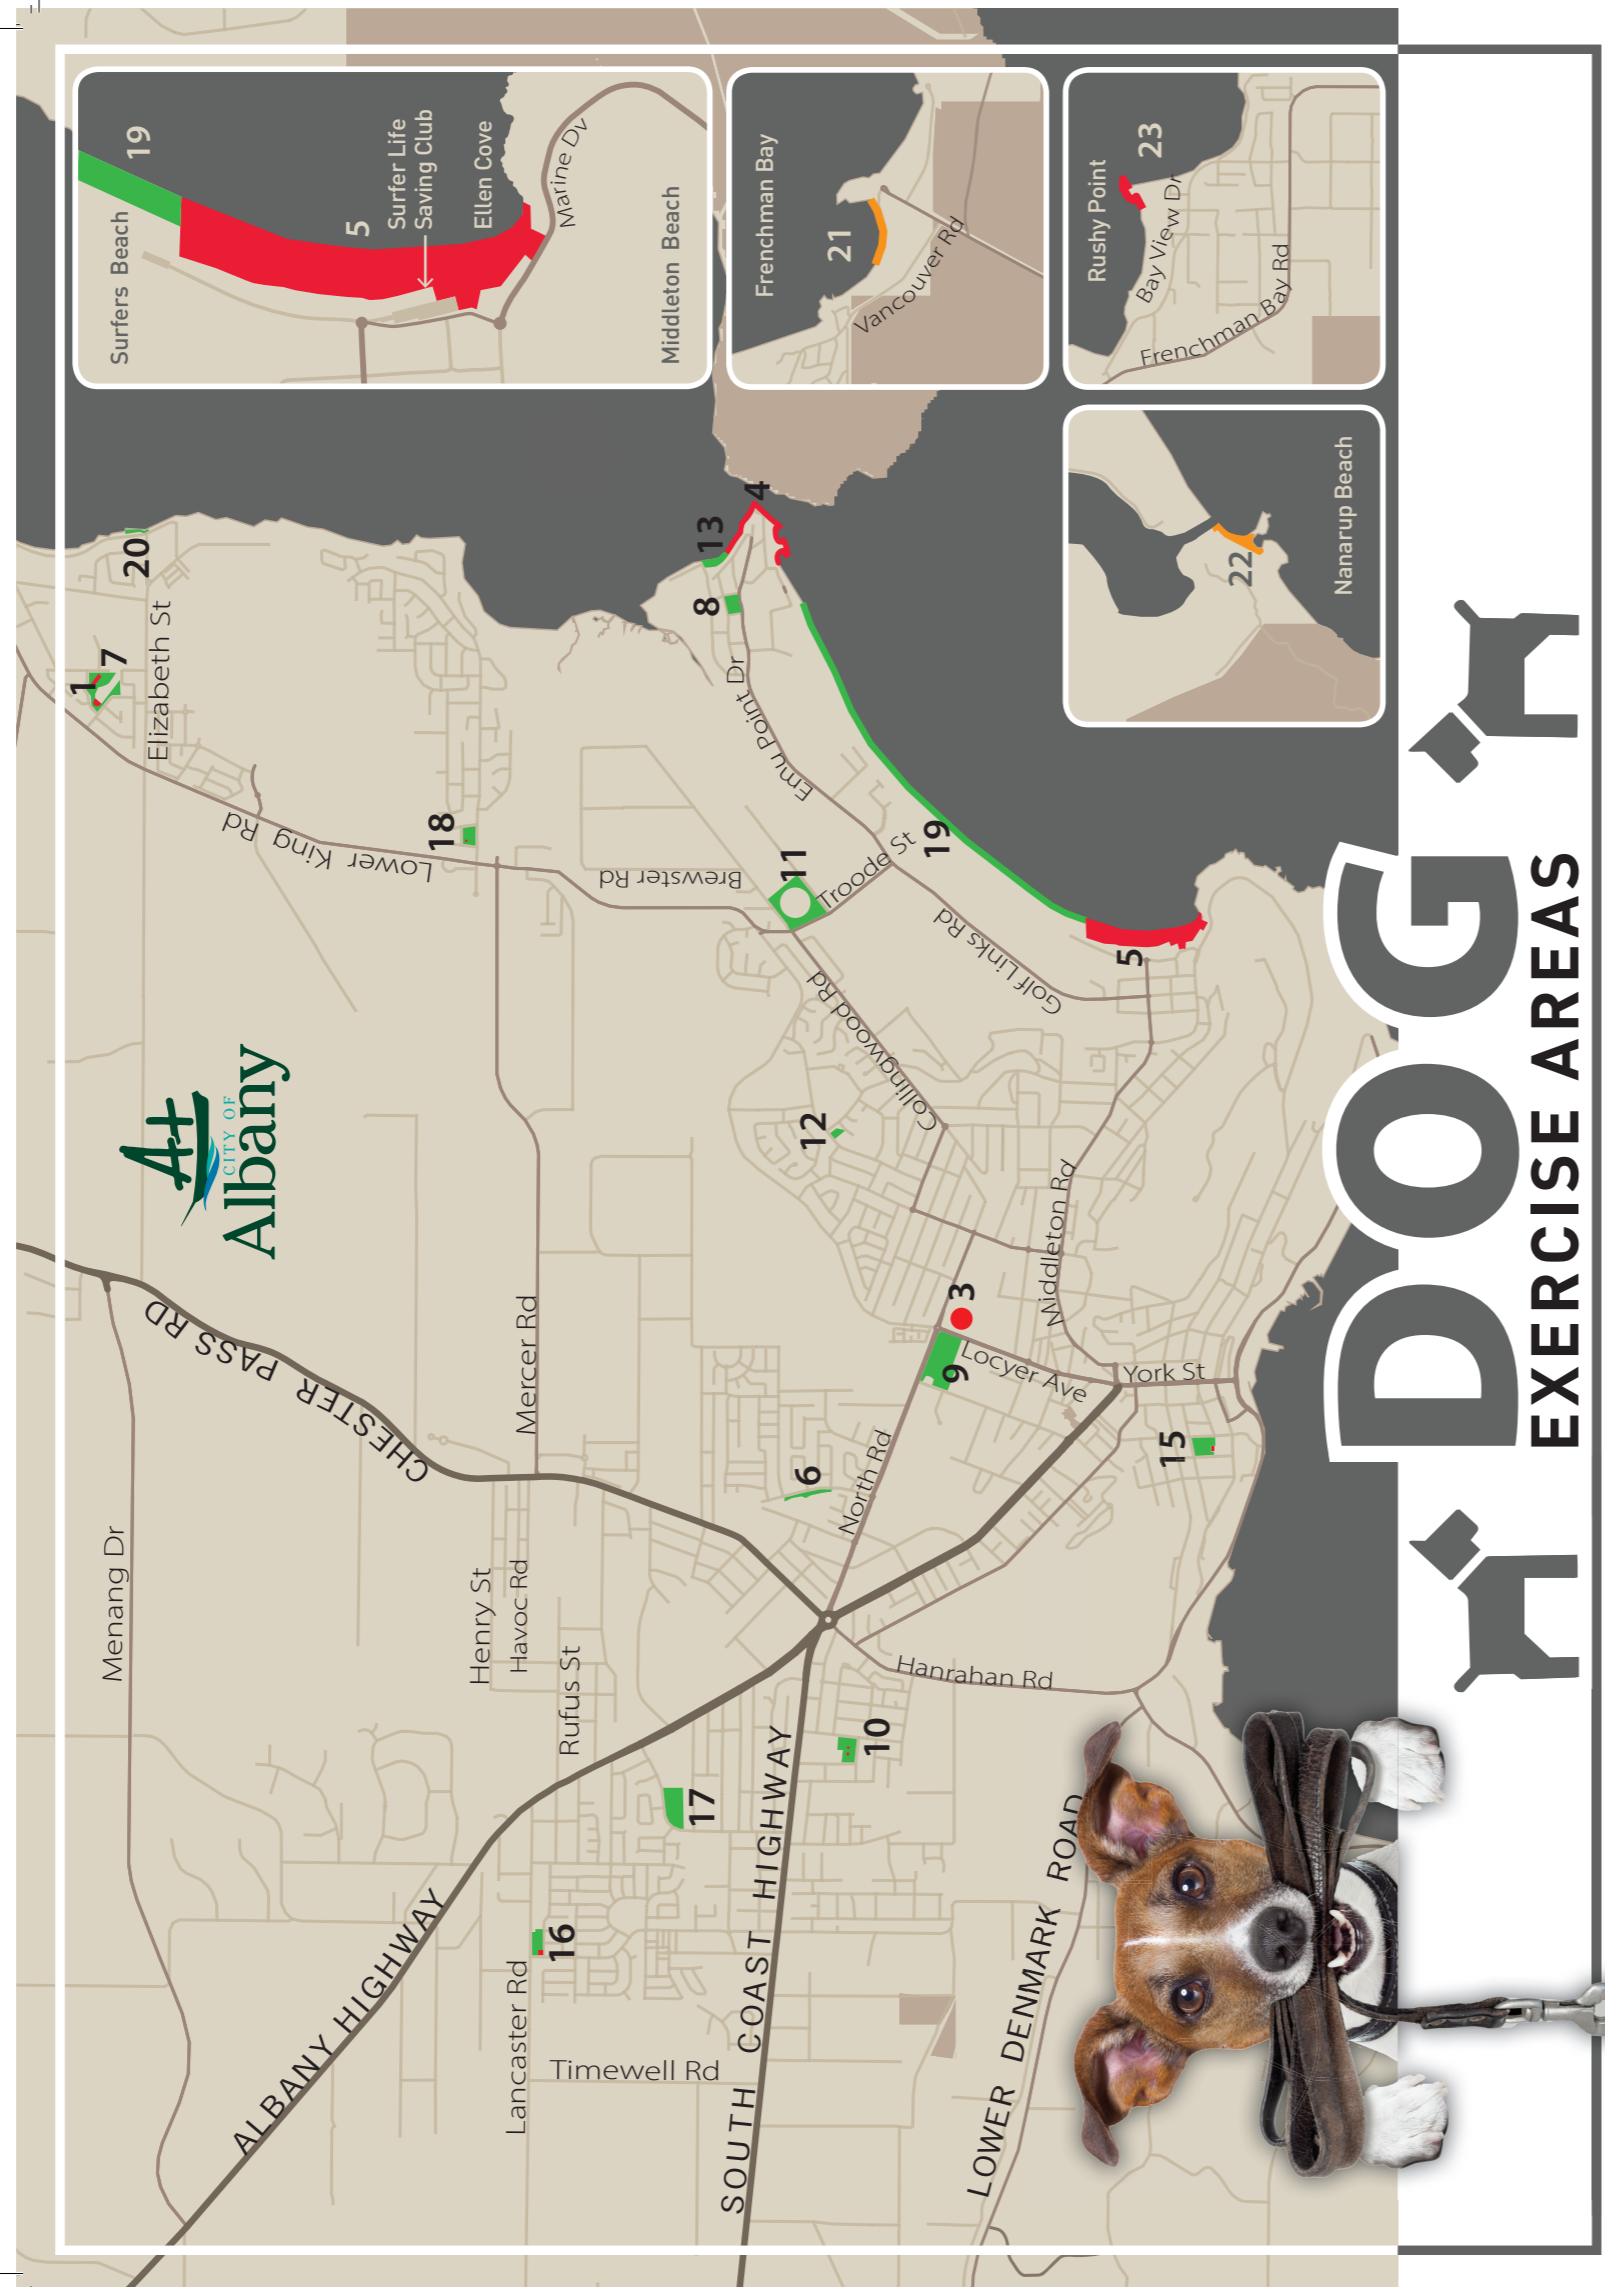 Surfers Beach
19
5
Surfer Life
Saving Club
Ellen Cove
Marine Dv
Middleton Beach
Frenchman Bay
21
Vancouver Rd
Rushy Point
23
Bay View Dr
Frenchman Bay Rd
22
Nanarup Beach
20
Elizabeth St
1
7
18
Lower King Rd
Brewster Rd
13
4
8
Emu Point Dr
11
Troode St
19
Golf Links Rd
5
Collingwood Rd
12
Middleton Rd
3
9
Locyer Ave
York St
15
North Rd
6
CITY OF
Albany
CHESTER PASS RD
Mercer Rd
Menang Dr
Henry St
Havoc Rd
Rufus St
Hanrahan Rd
10
17
16
Lancaster Rd
Timewell Rd
ALBANY HIGHWAY
SOUTH COAST HIGHWAY
LOWER DENMARK ROAD
DOG
EXERCISE AREAS